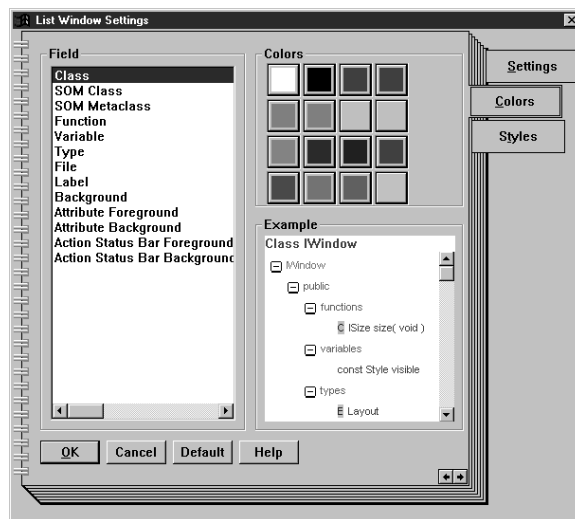 List Window Settings
Field
Class
SOM Class
SOM Metaclass
Function
Variable
Type
File
Label
Background
Attribute Foreground
Attribute Background
Action Status Bar Foreground
Action Status Bar Background
Colors
Example
Class IWindow
IWindow
public
functions
C ISize size( void )
variables
const Style visible
types
E Layout
Settings
Colors
Styles
OK Cancel Default Help